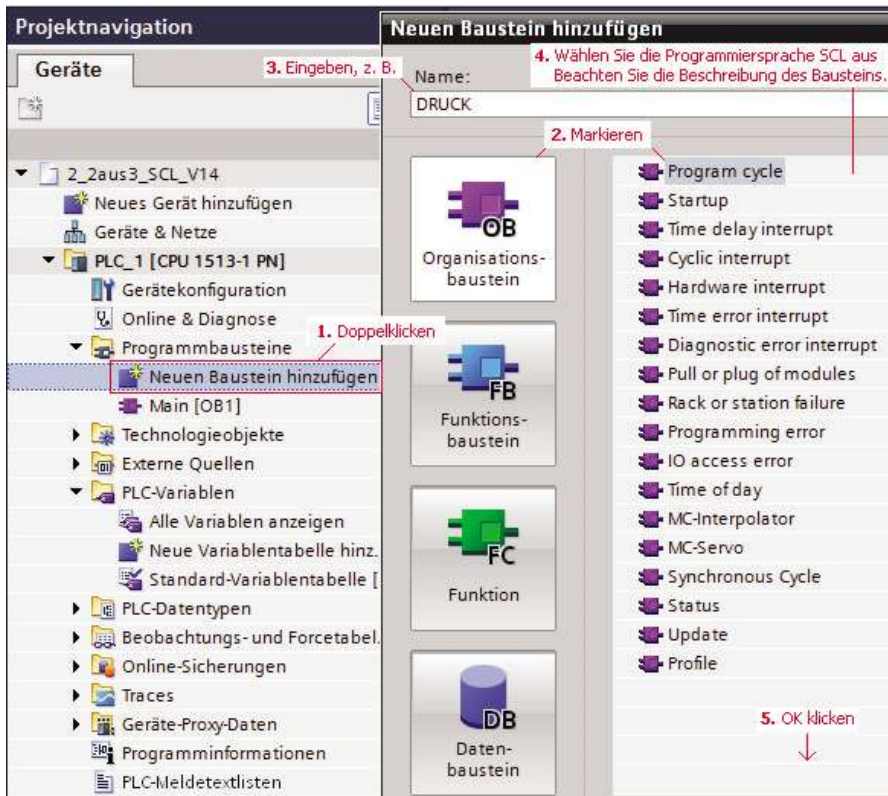 Projektnavigation
Geräte
2_2aus3_SCL_V14
Neues Gerät hinzufügen
Geräte & Netze
PLC_1 [CPU 1513-1 PN]
Gerätekonfiguration
Online & Diagnose
Programmbausteine
1. Doppelklicken
Neuen Baustein hinzufügen
Main [OB1]
Technologieobjekte
Externe Quellen
PLC-Variablen
Alle Variablen anzeigen
Neue Variablentabelle hinz.
Standard-Variablentabelle [
PLC-Datentypen
Beobachtungs- und Forcetabel.
Online-Sicherungen
Traces
Geräte-Proxy-Daten
Programminformationen
PLC-Meldetextlisten
Neuen Baustein hinzufügen
3. Eingeben, z. B.
Name:
DRUCK
4. Wählen Sie die Programmiersprache SCL aus
Beachten Sie die Beschreibung des Bausteins.
2. Markieren
OB
Organisations-
baustein
FB
Funktions-
baustein
FC
Funktion
DB
Daten-
baustein
Program cycle
Startup
Time delay interrupt
Cyclic interrupt
Hardware interrupt
Time error interrupt
Diagnostic error interrupt
Pull or plug of modules
Rack or station failure
Programming error
IO access error
Time of day
MC-Interpolator
MC-Servo
Synchronous Cycle
Status
Update
Profile
5. OK klicken